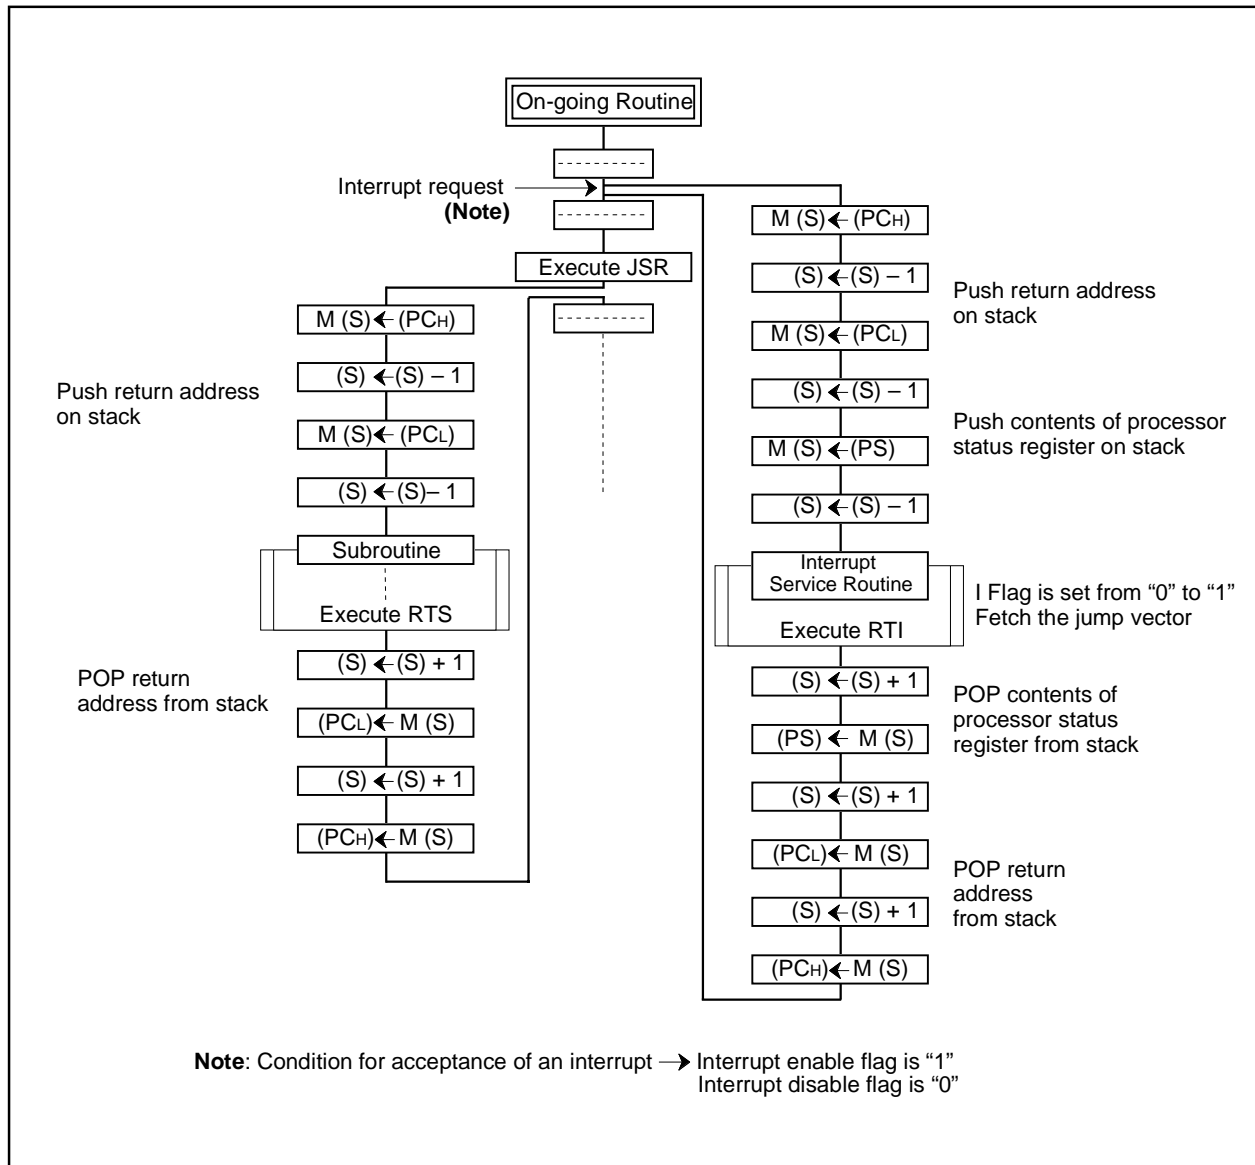 On-going Routine
Interrupt request
(Note)
Execute JSR
M (S) ← (PCH)
(S) ← (S) – 1
M (S) ← (PCL)
(S) ← (S)– 1
Push return address
on stack
Subroutine
Execute RTS
(S) ← (S) + 1
(PCL) ← M (S)
(S) ← (S) + 1
(PCH) ← M (S)
POP return
address from stack
M (S) ← (PCH)
(S) ← (S) – 1
M (S) ← (PCL)
(S) ← (S) – 1
M (S) ← (PS)
(S) ← (S) – 1
Push return address
on stack
Push contents of processor
status register on stack
Interrupt
Service Routine
Execute RTI
I Flag is set from “0” to “1”
Fetch the jump vector
(S) ← (S) + 1
(PS) ← M (S)
(S) ← (S) + 1
(PCL) ← M (S)
(S) ← (S) + 1
(PCH) ← M (S)
POP contents of
processor status
register from stack
POP return
address
from stack
Note: Condition for acceptance of an interrupt → Interrupt enable flag is “1”
Interrupt disable flag is “0”